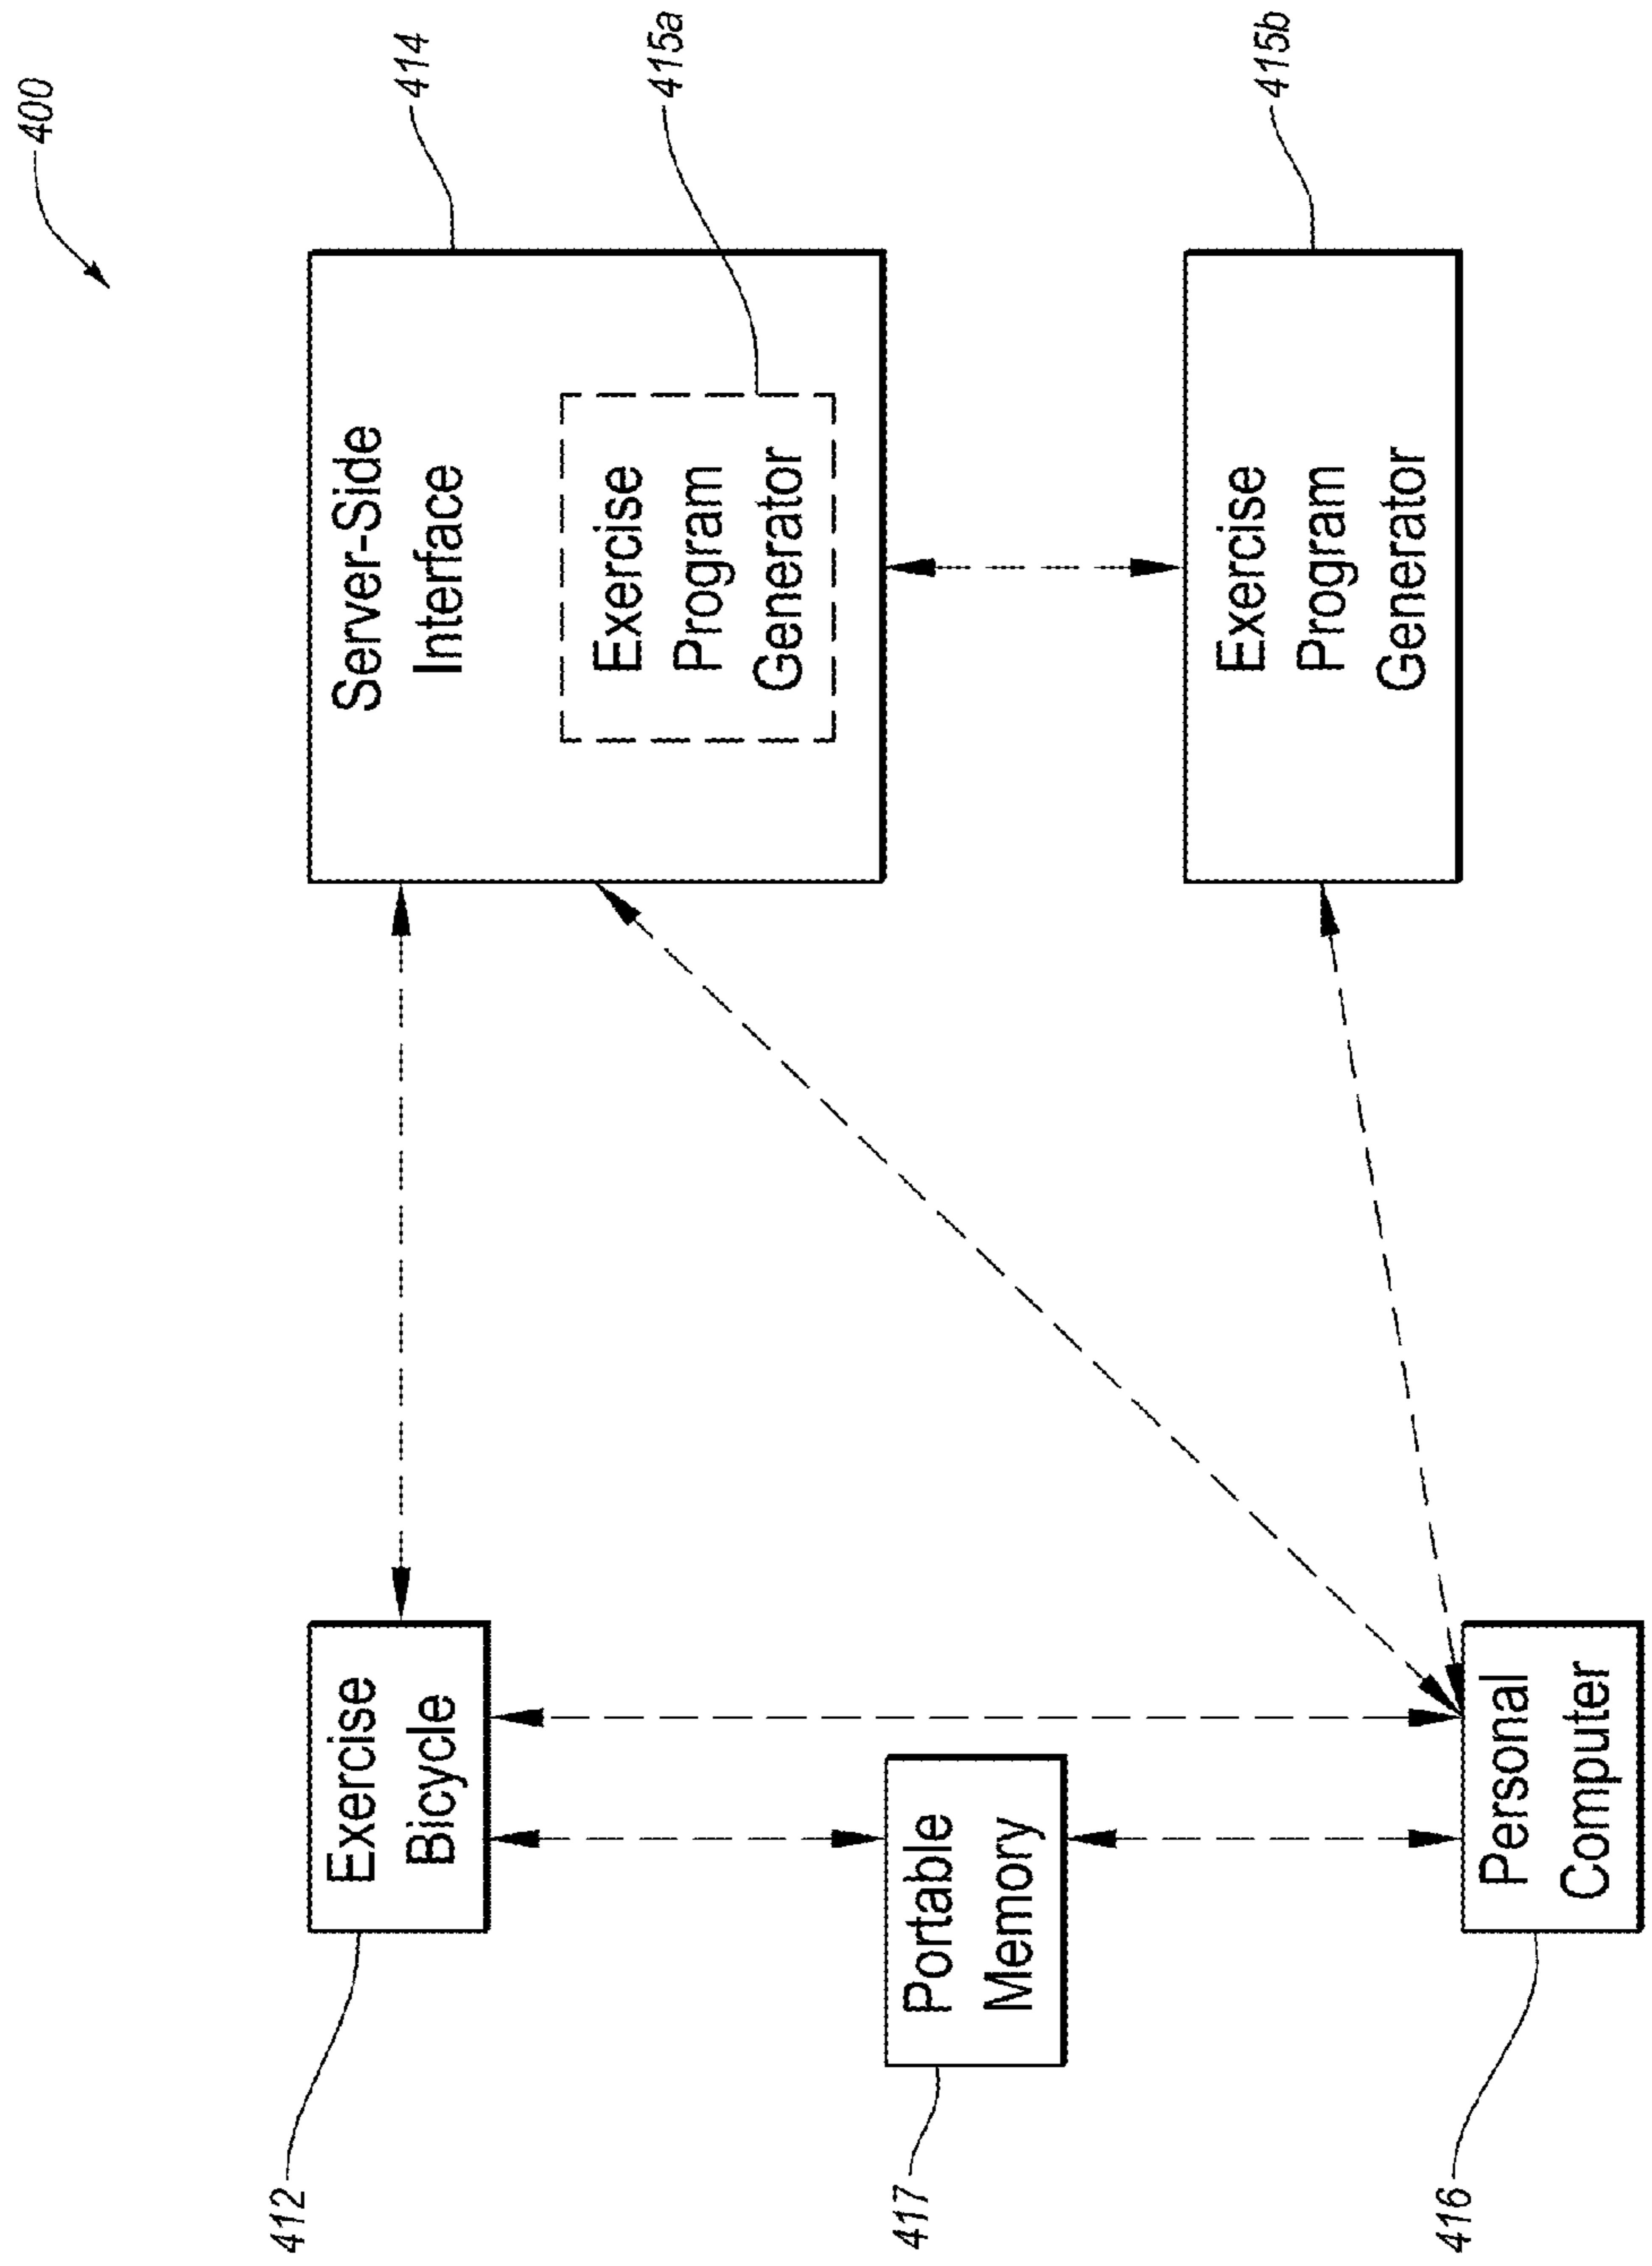 400
412
Exercise
Bicycle
Server-Side
Interface
414
Exercise
Program
Generator
415a
417
Portable
Memory
416
Personal
Computer
Exercise
Program
Generator
415b